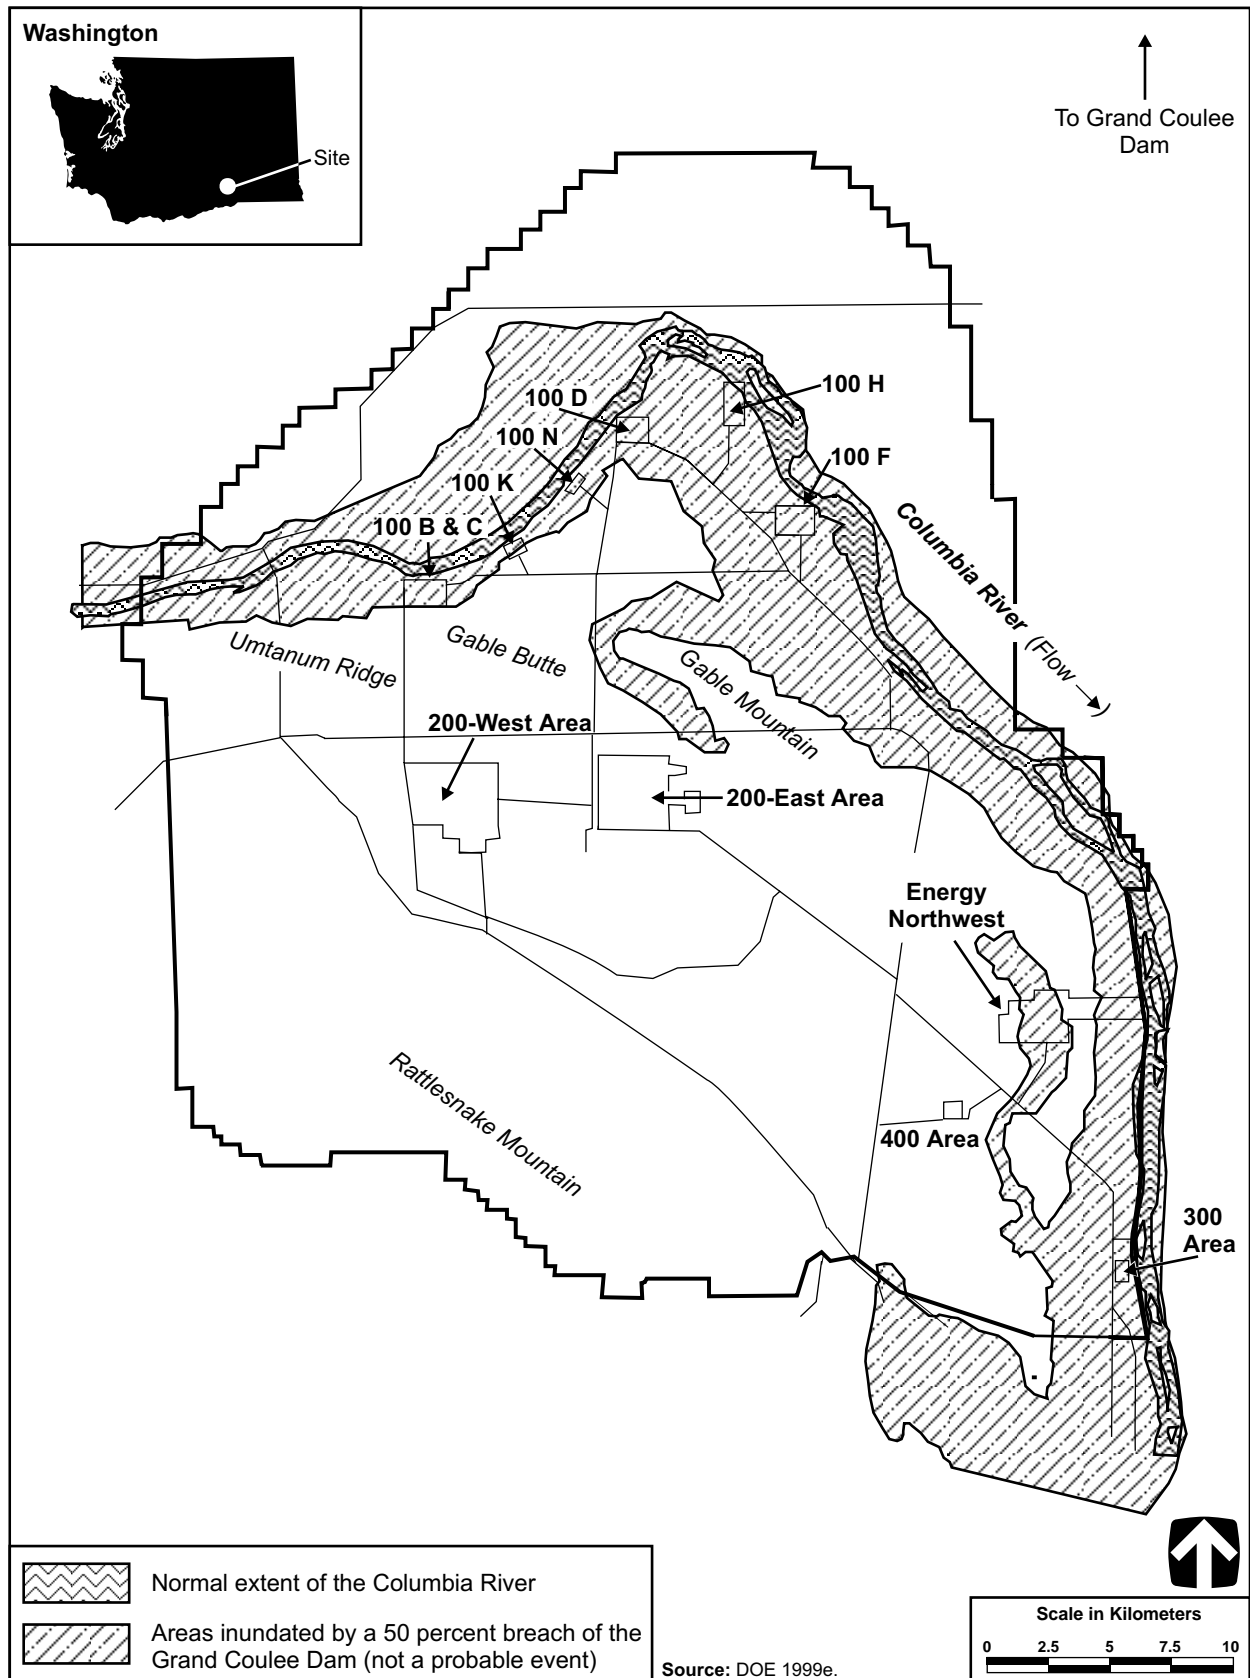 Washington
Site
To Grand Coulee
Dam
100 D
100 H
100 N
100 F
100 K
100 B & C
Columbia River (Flow )
Umtanum Ridge
Gable Butte
Gable Mountain
200-West Area
200-East Area
Energy
Northwest
Rattlesnake Mountain
400 Area
300
Area
Normal extent of the Columbia River
Areas inundated by a 50 percent breach of the
Grand Coulee Dam (not a probable event)
Source: DOE 1999e.
Scale in Kilometers
0 2.5 5 7.5 10